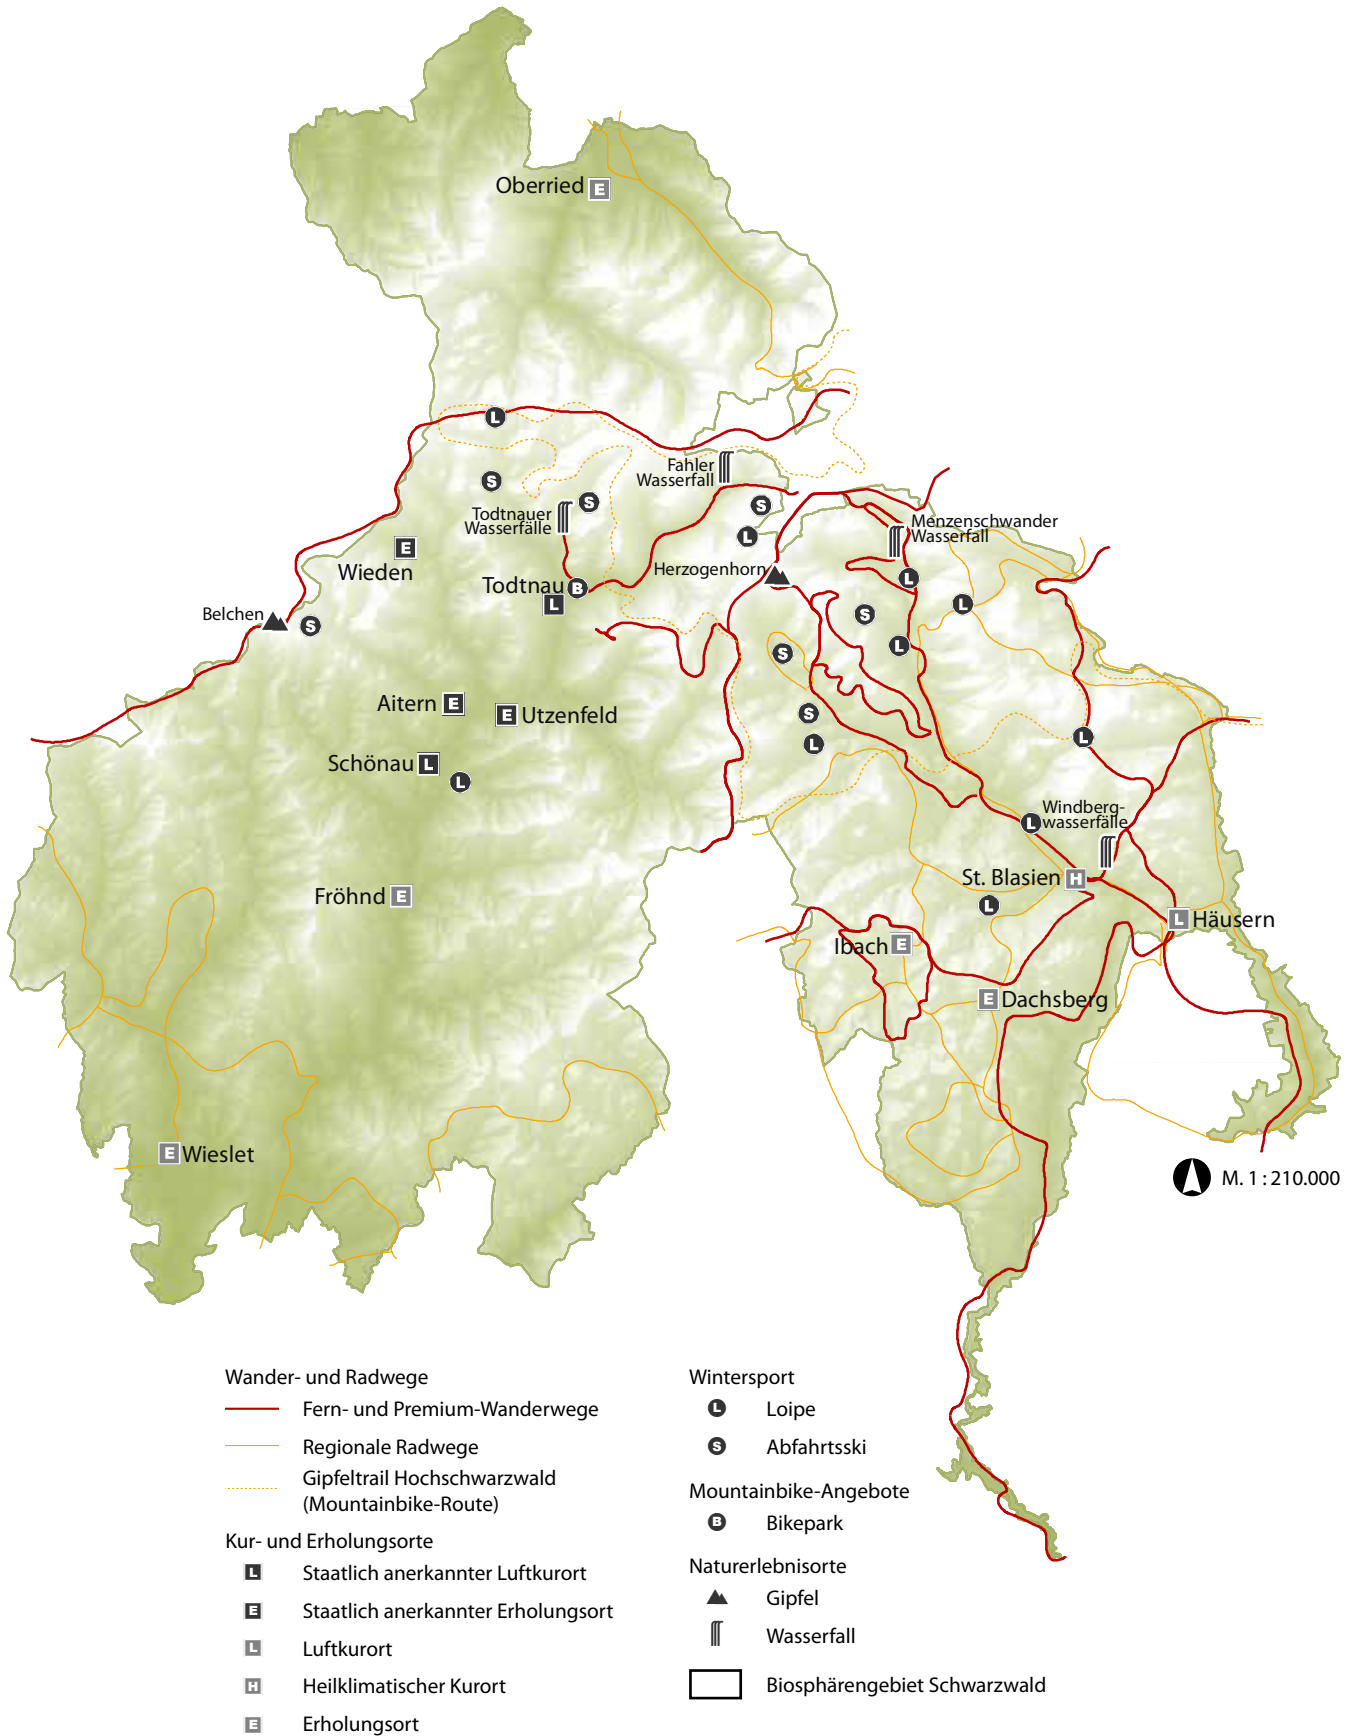 Oberried E
L
Fahler
Wasserfall
S
S
S
Todtnauer
Wasserfälle
Menzenschwander
Wasserfall
L
E
Wieden
Herzogenhorn
L
Todtnau B
L
L
Belchen
S
S
L
S
Aitern E
E Utzenfeld
S
L
L
Schönau L
L
Windberg-
wasserfälle
L
St. Blasien H
Fröhnd E
L
L Häusern
Ibach E
E Dachsberg
E Wieslet
M. 1 : 210.000
Wander- und Radwege
Fern- und Premium-Wanderwege
Regionale Radwege
Gipfeltrail Hochschwarzwald
(Mountainbike-Route)
Kur- und Erholungsorte
L Staatlich anerkannter Luftkurort
E Staatlich anerkannter Erholungsort
L Luftkurort
H Heilklimatischer Kurort
E Erholungsort
Wintersport
L Loipe
S Abfahrtsski
Mountainbike-Angebote
B Bikepark
Naturerlebnisorte
Gipfel
Wasserfall
Biosphärengebiet Schwarzwald